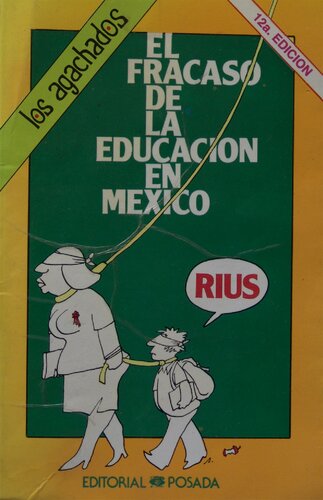 los agachados
12a. EDICION
EL
FRACASO
DE
LA
EDUCACION
EN
MEXICO
RIUS
EDITORIAL POSADA